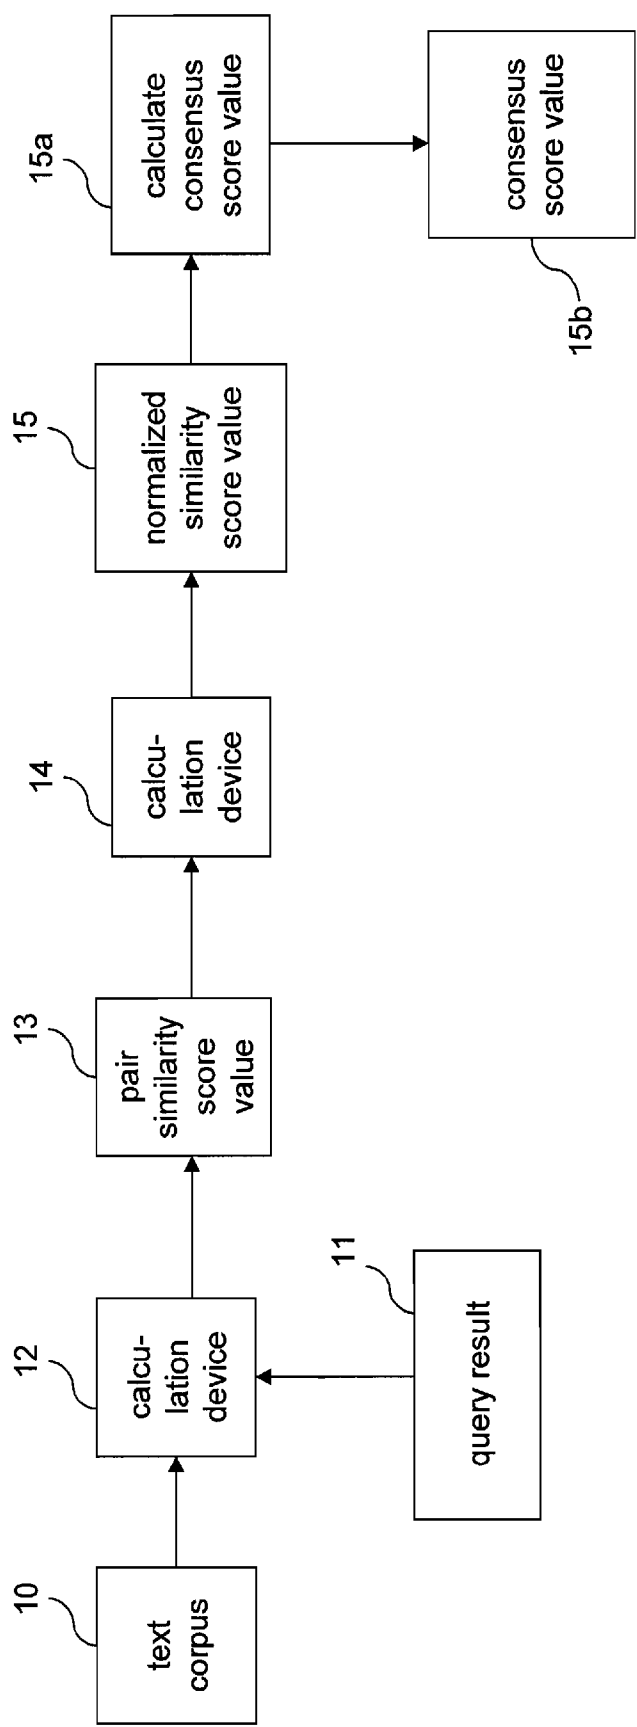 10
text
corpus
12
calcu-
lation
device
11
query result
13
pair
similarity
score
value
14
calcu-
lation
device
15
normalized
similarity
score value
15a
calculate
consensus
score value
15b
consensus
score value